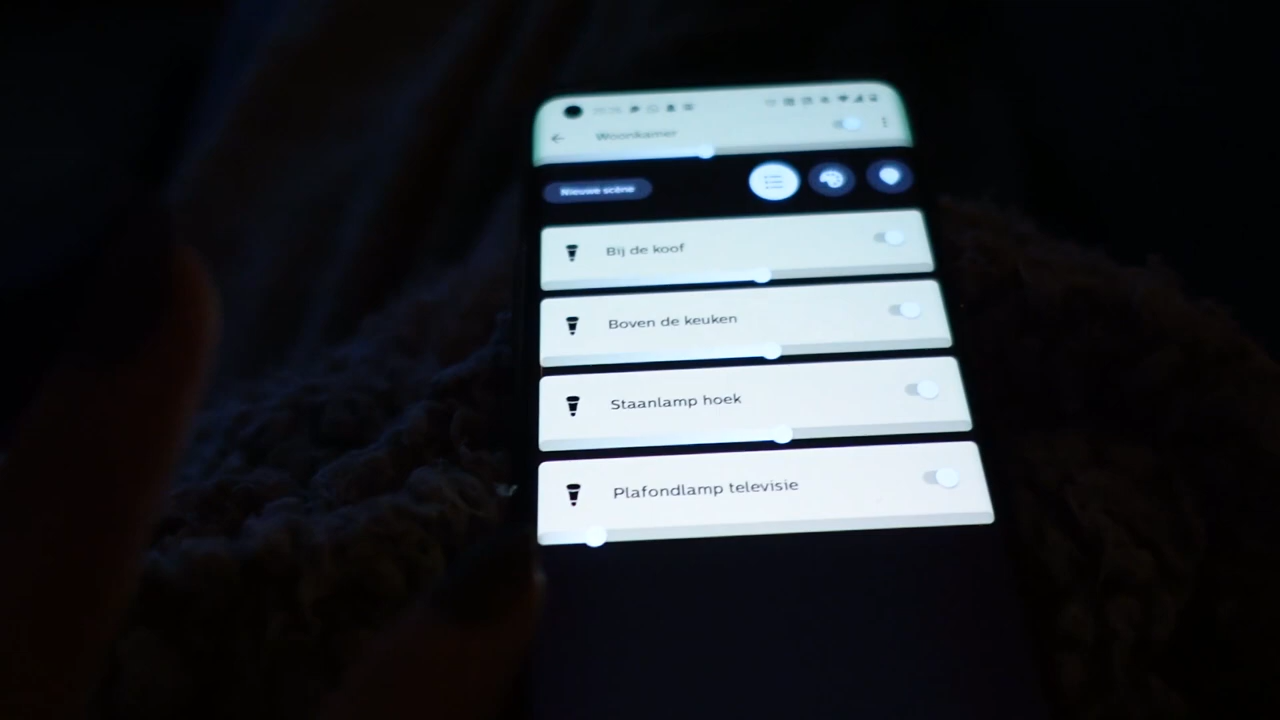 Woonkamer
Nieuwe scène
Bij de koof
Boven de keuken
Staanlamp hoek
Plafondlamp televisie